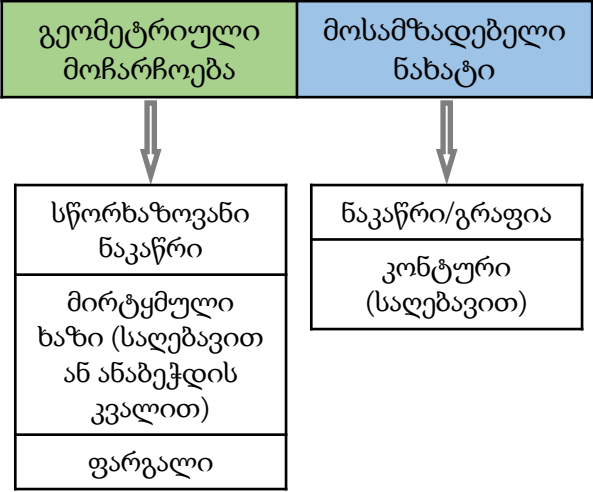 გეომეტრიული
მოჩარჩოება
მოსამზადებელი
ნახატი
სწორხაზოვანი
ნაკაწრი
მირტყმული
ხაზი (საღებავით
ან ანაბეჭდის
კვალით)
ფარგალი
ნაკაწრი/გრაფია
კონტური
(საღებავით)